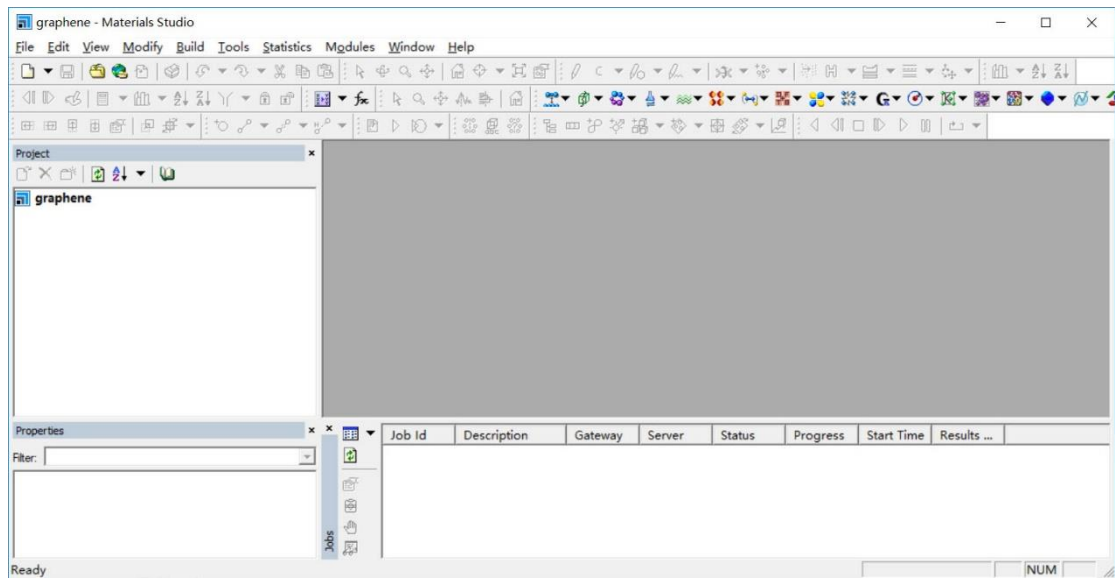 graphene - Materials Studio
File Edit View Modify Build Tools Statistics Modules Window Help
Project
graphene
Properties
Filter:
Jobs
Job Id Description Gateway Server Status Progress Start Time Results ...
Ready
NUM